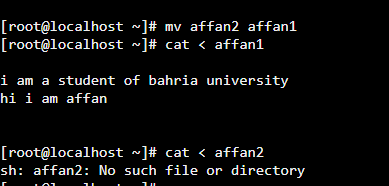 [root@localhost ~]# mv affan2 affan1
[root@localhost ~]# cat < affan1
i am a student of bahria university
hi i am affan
[root@localhost ~]# cat < affan2
sh: affan2: No such file or directory